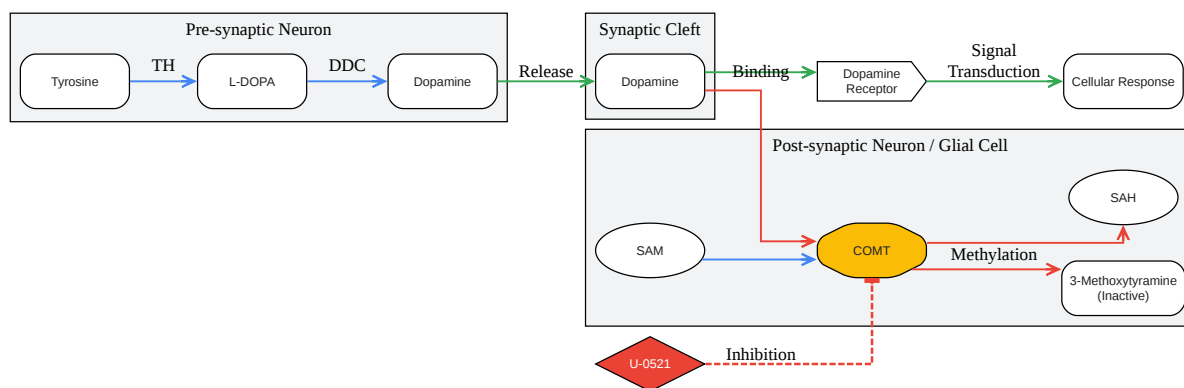 Pre-synaptic Neuron
Synaptic Cleft
Tyrosine
TH
L-DOPA
DDC
Dopamine
Release
Dopamine
Binding
Dopamine
Receptor
Signal
Transduction
Cellular Response
Post-synaptic Neuron / Glial Cell
SAM
COMT
SAH
Methylation
3-Methoxytyramine
(Inactive)
U-0521
Inhibition